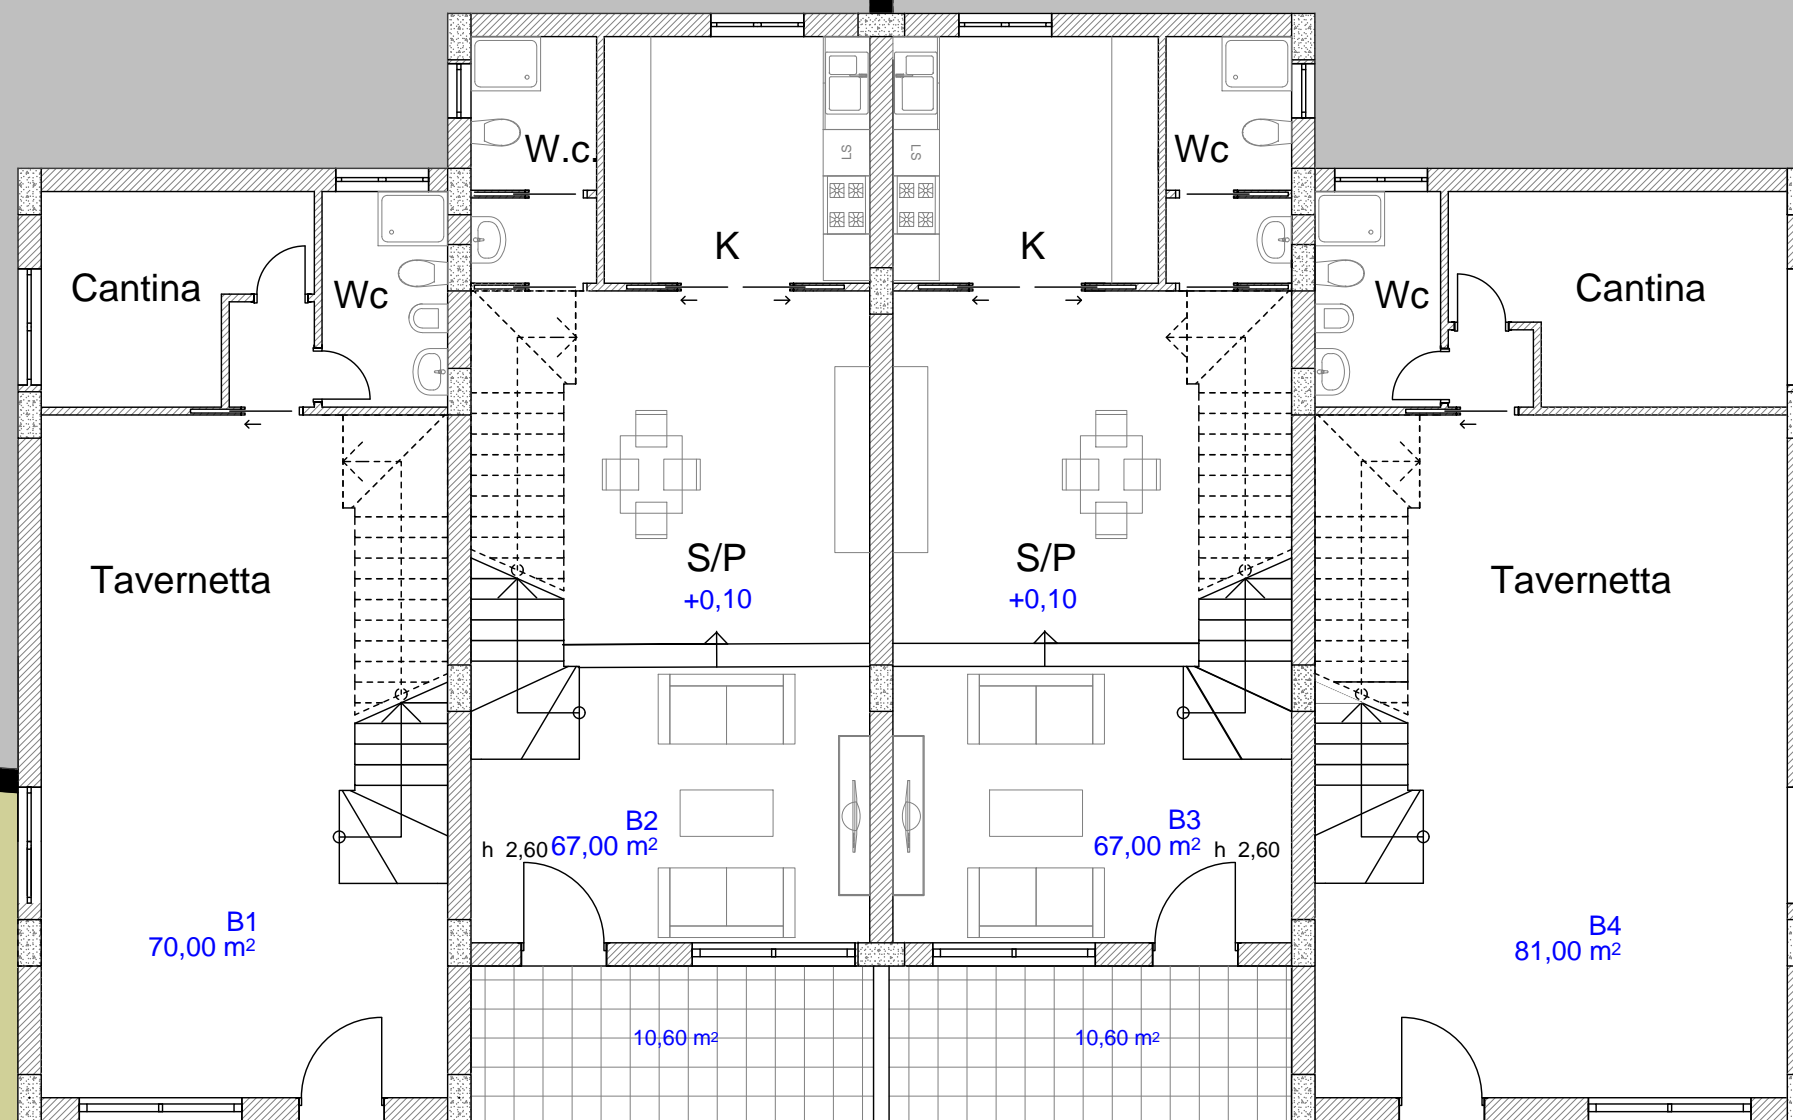 W.c.
Wc
LS
LS
K
K
Cantina
Wc
Wc
Cantina
S/P
+0,10
S/P
+0,10
Tavernetta
Tavernetta
B2
h 2,60 67,00 m²
B3
67,00 m² h 2,60
B1
70,00 m²
B4
81,00 m²
10,60 m²
10,60 m²